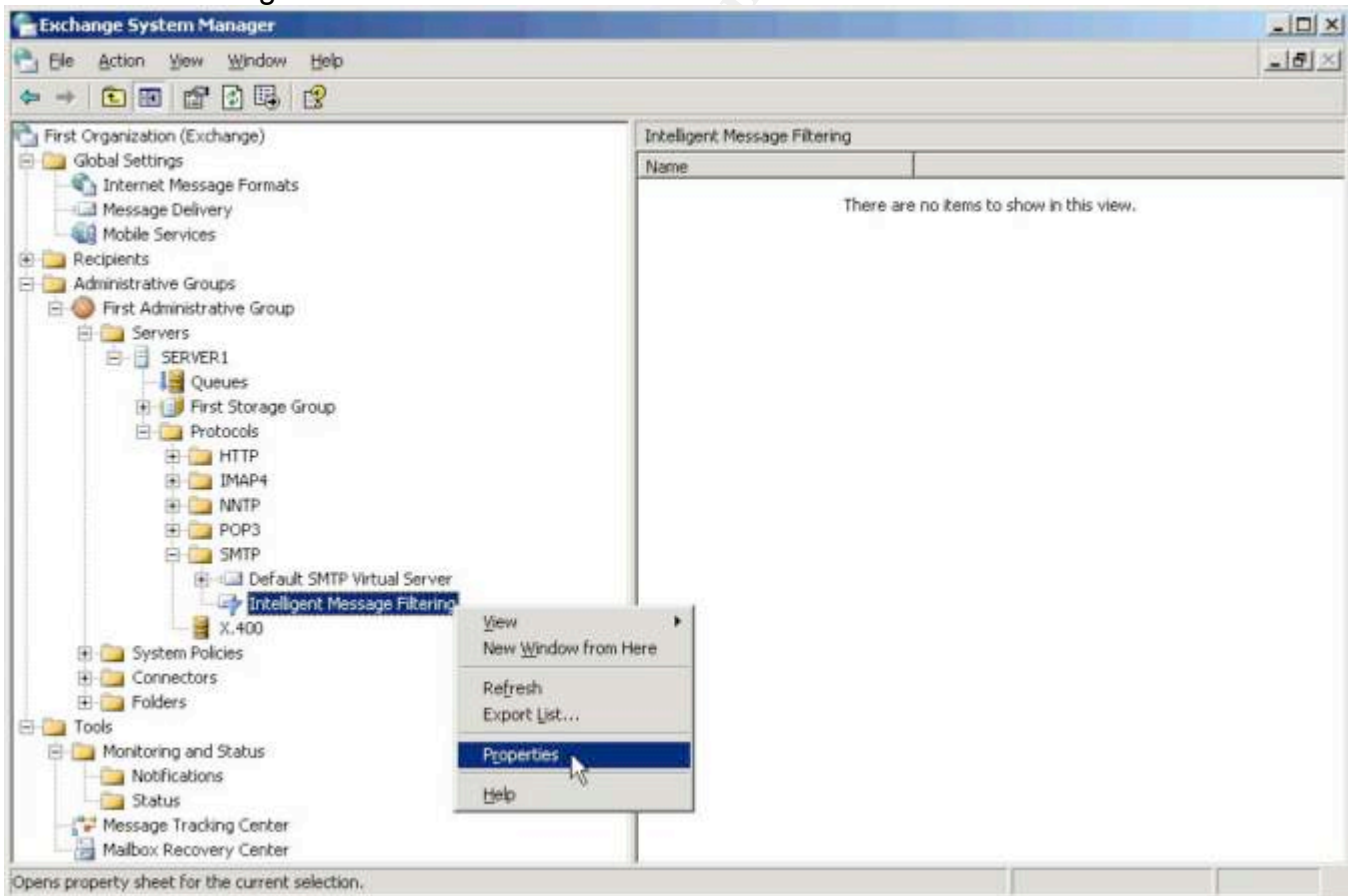 Exchange System Manager
File Action View Window Help
First Organization (Exchange)
Global Settings
Internet Message Formats
Message Delivery
Mobile Services
Recipients
Administrative Groups
First Administrative Group
Servers
SERVER1
Queues
First Storage Group
Protocols
HTTP
IMAP4
NNTP
POP3
SMTP
Default SMTP Virtual Server
Intelligent Message Filtering
X.400
System Policies
Connectors
Folders
Tools
Monitoring and Status
Notifications
Status
Message Tracking Center
Mailbox Recovery Center
Intelligent Message Filtering
Name
There are no items to show in this view.
View
New Window from Here
Refresh
Export List...
Properties
Help
Opens property sheet for the current selection.